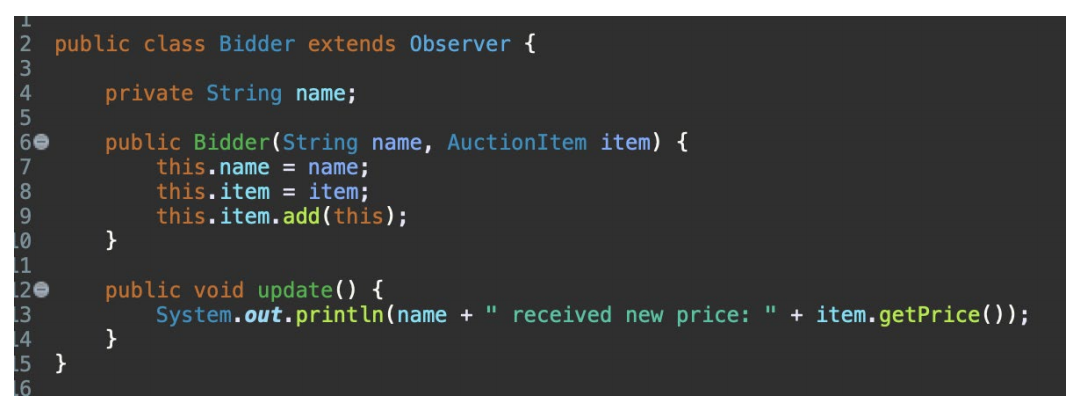 1
2 public class Bidder extends Observer {
3
4     private String name;
5
6     public Bidder(String name, AuctionItem item) {
7         this.name = name;
8         this.item = item;
9         this.item.add(this);
10     }
11
12     public void update() {
13         System.out.println(name + " received new price: " + item.getPrice());
14     }
15 }
16